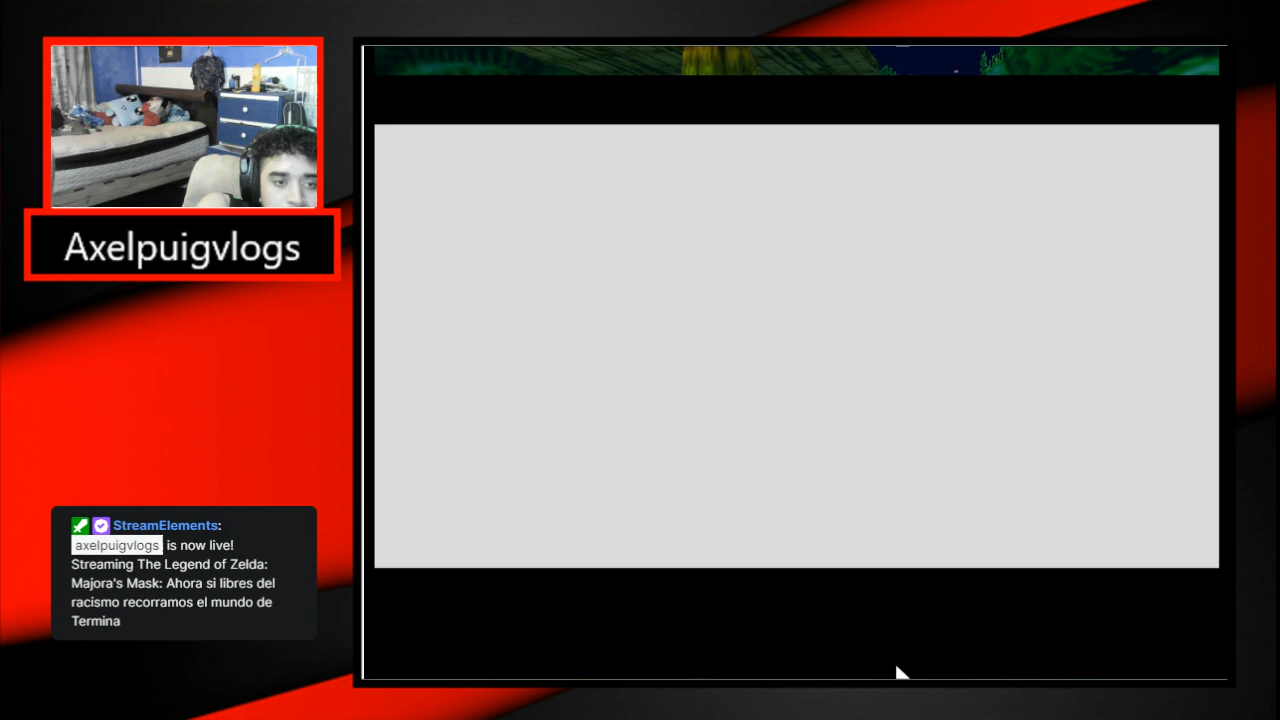 Axelpuigvlogs
StreamElements:
axelpuigvlogs is now live!
Streaming The Legend of Zelda:
Majora's Mask: Ahora si libres del
racismo recorramos el mundo de
Termina